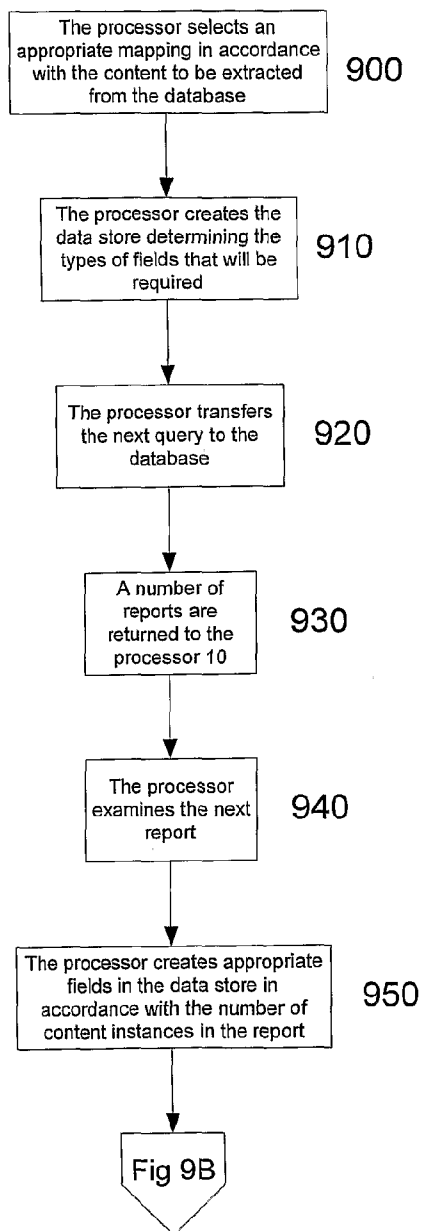 The processor selects an
appropriate mapping in accordance
with the content to be extracted
from the database
900
The processor creates the
data store determining the
types of fields that will be
required
910
The processor transfers
the next query to the
database
920
A number of
reports are
returned to the
processor 10
930
The processor
examines the next
report
940
The processor creates appropriate
fields in the data store in
accordance with the number of
content instances in the report
950
Fig 9B